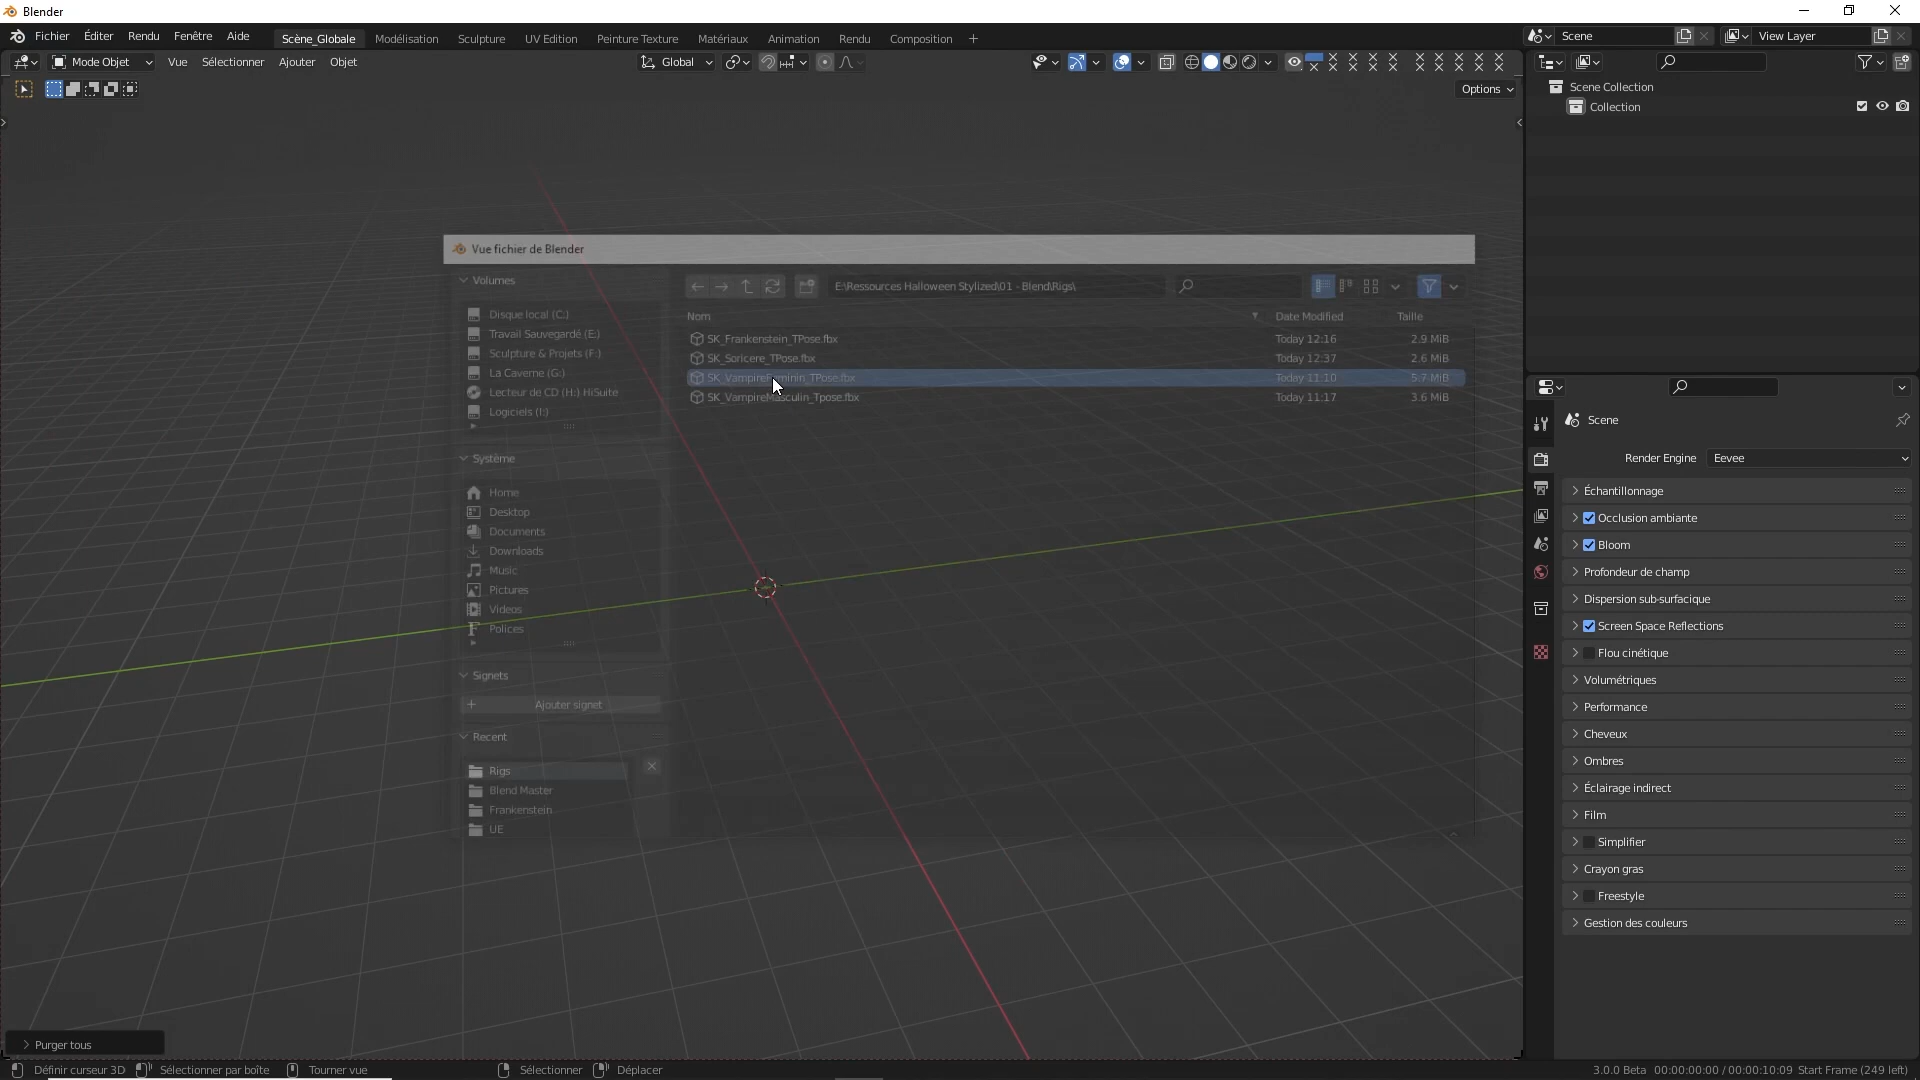 Blender
Fichier Éditer Rendu Fenêtre Aide Scène_Globale Modélisation Sculpture UV Edition Peinture Texture Matériaux Animation Rendu Composition + Scene View Layer
Mode Objet Vue Sélectionner Ajouter Objet Global
Options
Scene Collection
Collection
Vue fichier de Blender
Volumes
Disque local (C:)
Travail Sauvegardé (E:)
Sculpture & Projets (F:)
La Caverne (G:)
Lecteur de CD (H:) HiSuite
Logiciels (I:)
Système
Home
Desktop
Documents
Downloads
Music
Pictures
Videos
Polices
Signets
+ Ajouter signet
Recent
Rigs
Blend Master
Frankenstein
UE
E:\Ressources Halloween Stylized\01 - Blend\Rigs\
Nom Date Modified Taille
SK_Frankenstein_TPose.fbx Today 12:16 2.9 MiB
SK_Soricere_TPose.fbx Today 12:37 2.6 MiB
SK_VampireFeminin_TPose.fbx Today 11:10 5.7 MiB
SK_VampireMasculin_Tpose.fbx Today 11:17 3.6 MiB
Scene
Render Engine Eevee
Échantillonnage
Occlusion ambiante
Bloom
Profondeur de champ
Dispersion sub-surfacique
Screen Space Reflections
Flou cinétique
Volumétriques
Performance
Cheveux
Ombres
Éclairage indirect
Film
Simplifier
Crayon gras
Freestyle
Gestion des couleurs
Purger tous
Définir curseur 3D Sélectionner par boîte Tourner vue Sélectionner Déplacer 3.0.0 Beta 00:00:00:00 / 00:00:10:09 Start Frame (249 left)